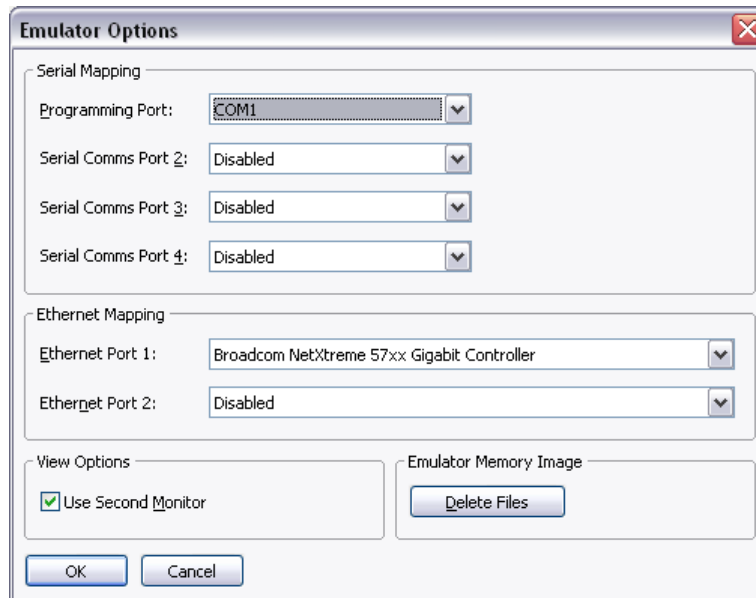 Emulator Options
Serial Mapping
Programming Port: COM1
Serial Comms Port 2: Disabled
Serial Comms Port 3: Disabled
Serial Comms Port 4: Disabled
Ethernet Mapping
Ethernet Port 1: Broadcom NetXtreme 57xx Gigabit Controller
Ethernet Port 2: Disabled
View Options
Use Second Monitor
Emulator Memory Image
Delete Files
OK Cancel